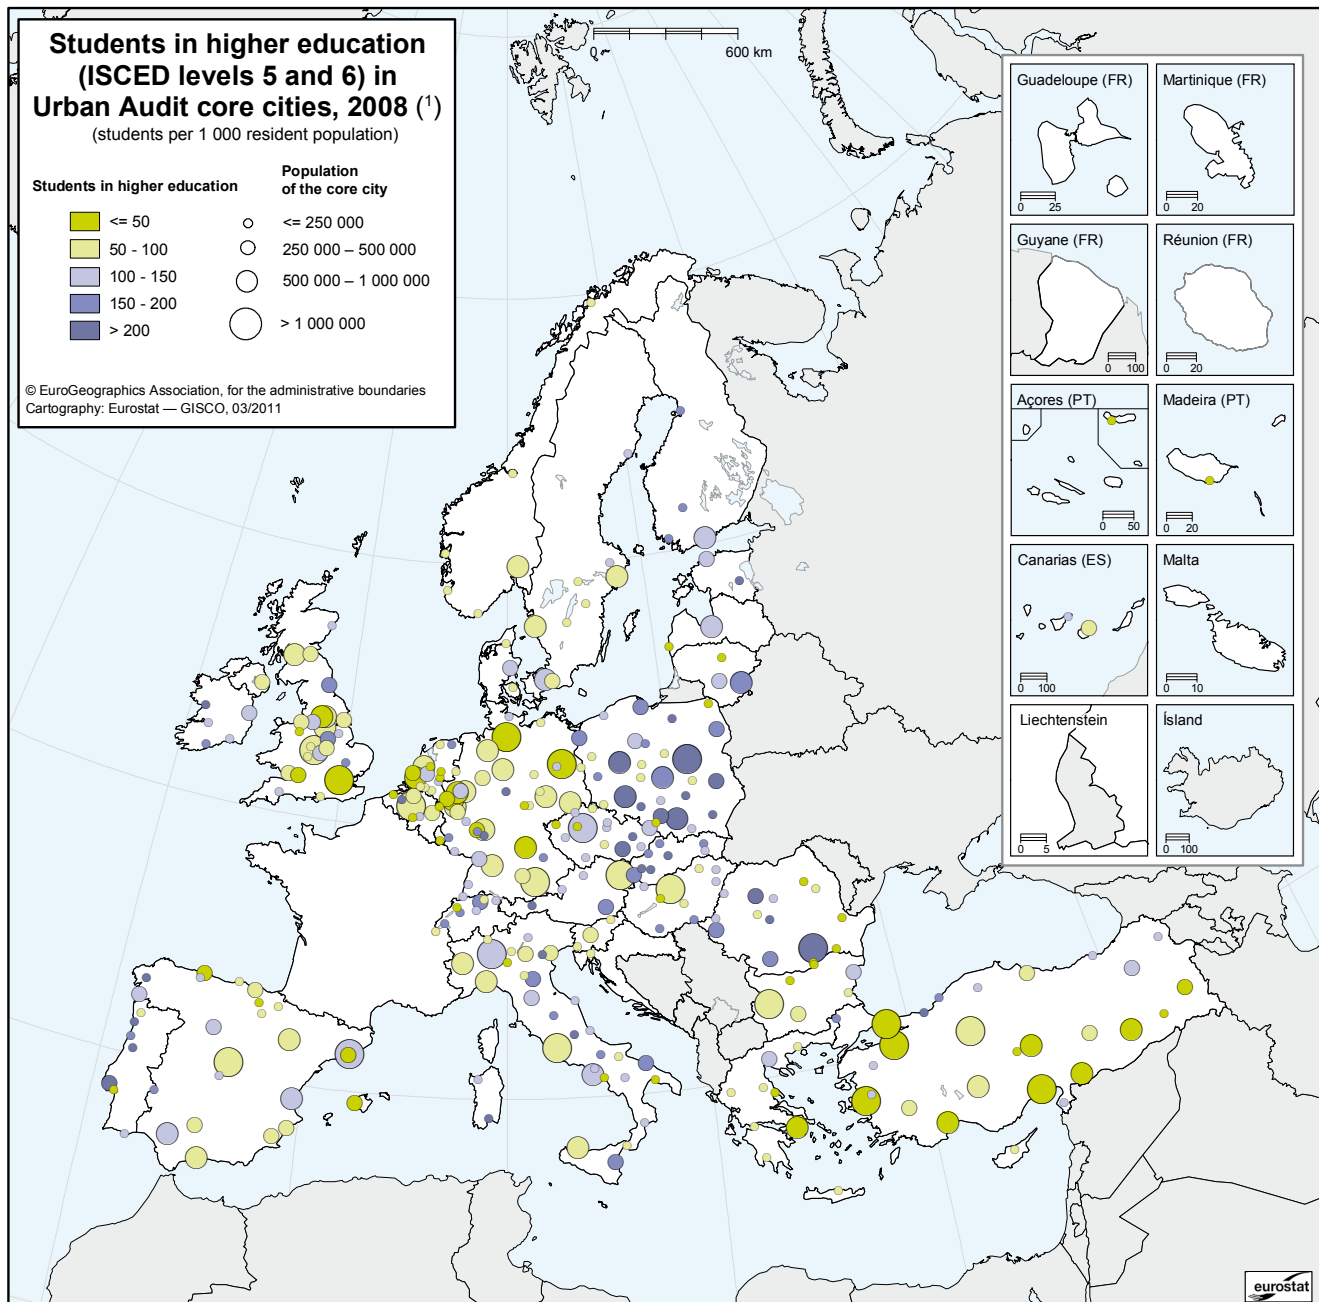 Students in higher education
(ISCED levels 5 and 6) in
Urban Audit core cities, 2008 (¹)
(students per 1 000 resident population)
Students in higher education
<= 50
50 - 100
100 - 150
150 - 200
> 200
Population
of the core city
<= 250 000
250 000 – 500 000
500 000 – 1 000 000
> 1 000 000
© EuroGeographics Association, for the administrative boundaries
Cartography: Eurostat — GISCO, 03/2011
0 600 km
Guadeloupe (FR)
0 25
Martinique (FR)
0 20
Guyane (FR)
0 100
Réunion (FR)
0 20
Açores (PT)
0 50
Madeira (PT)
0 20
Canarias (ES)
0 100
Malta
0 10
Liechtenstein
0 5
Ísland
0 100
eurostat